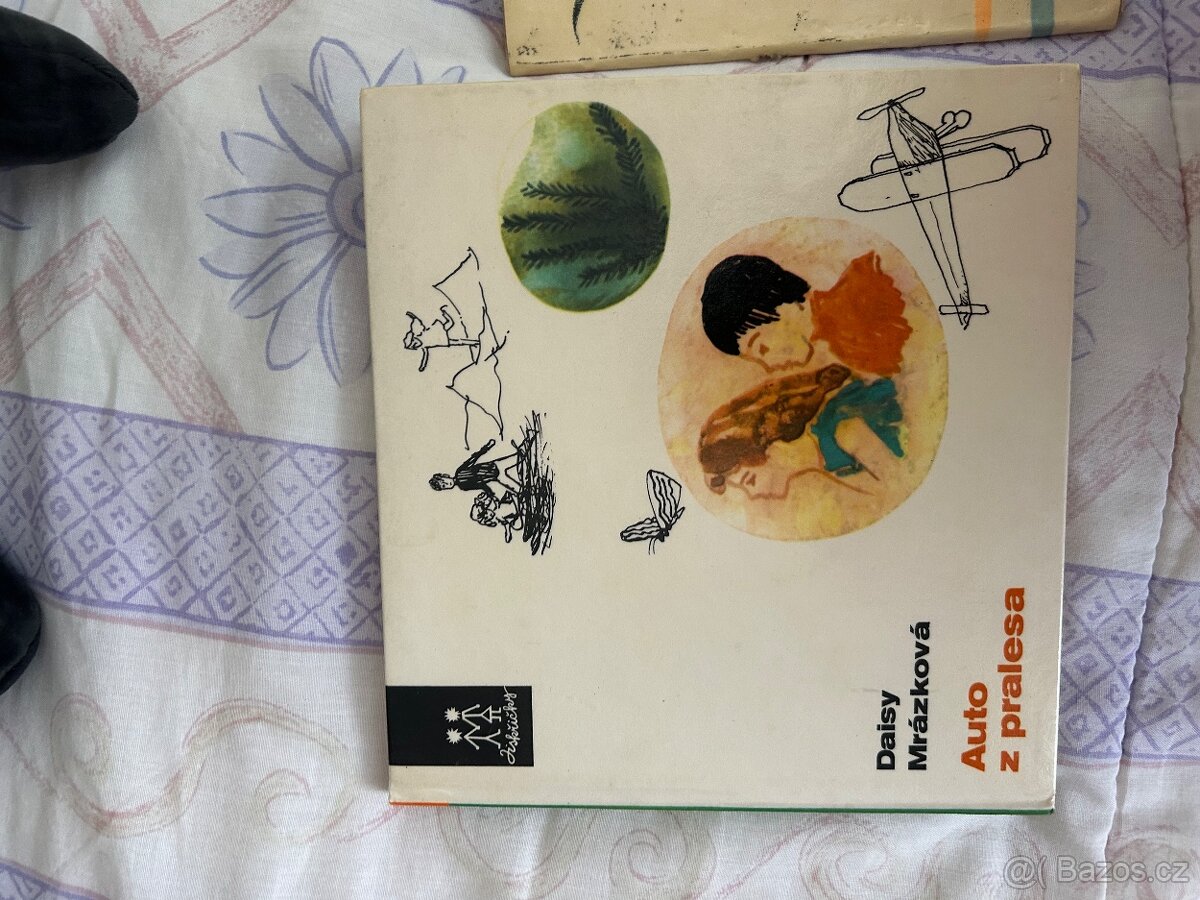 Jiskřičky
Daisy
Mrázková
Auto
z pralesa
@( Bazos.cz